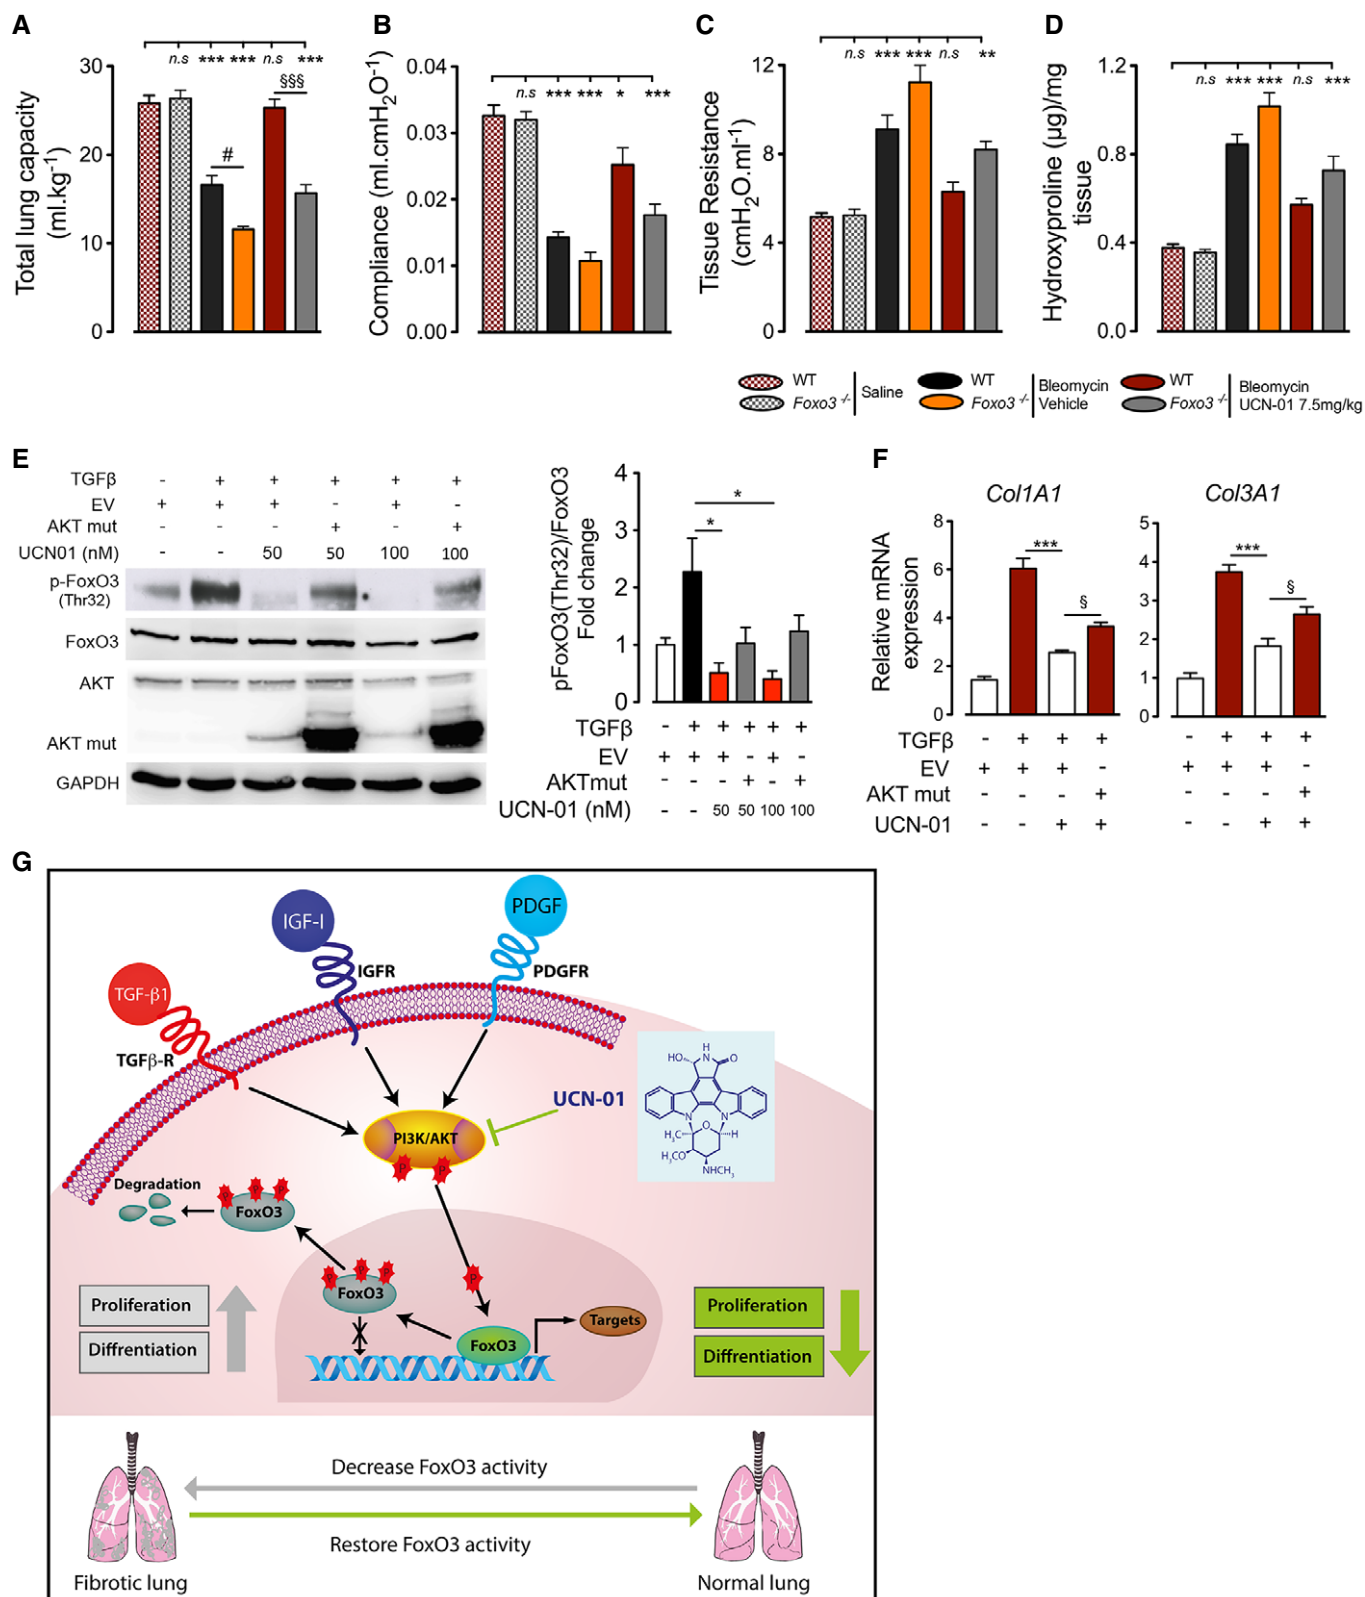 A
n.s *** *** n.s ***
§§§
#
Total lung capacity
(ml.kg-1)
30
20
10
0
B
n.s *** *** * ***
Compliance (ml.cmH2O-1)
0.04
0.03
0.02
0.01
0.00
C
n.s *** *** n.s **
Tissue Resistance
(cmH2O.ml-1)
12
8
4
0
D
n.s *** *** n.s ***
Hydroxyproline (µg)/mg
tissue
1.2
0.8
0.4
0.0
WT
Foxo3 -/-
Saline
WT
Foxo3 -/-
Bleomycin
Vehicle
WT
Foxo3 -/-
Bleomycin
UCN-01 7.5mg/kg
E
TGFβ - + + + + +
EV + + + - + -
AKT mut - - - + - +
UCN01 (nM) - - 50 50 100 100
p-FoxO3
(Thr32)
FoxO3
AKT
AKT mut
GAPDH
pFoxO3(Thr32)/FoxO3
Fold change
4
3
2
1
0
*
*
TGFβ - + + + + +
EV + + + - + -
AKTmut - - - + - +
UCN-01 (nM) - - 50 50 100 100
F
Col1A1
Relative mRNA
expression
8
6
4
2
0
***
§
Col3A1
5
4
3
2
1
0
***
§
TGFβ - + + + - + + +
EV + + + - + + + -
AKT mut - - - + - - - +
UCN-01 - - + + - - + +
G
IGF-I
PDGF
IGFR
PDGFR
TGF-β1
TGFβ-R
UCN-01
HO
H
N
O
N
N
H3C
O
H
H3CO
NHCH3
PI3K/AKT
P P
Degradation
P P P
FoxO3
P P P
FoxO3
P
FoxO3
X
Targets
Proliferation
Diffrentiation
Proliferation
Diffrentiation
Decrease FoxO3 activity
Restore FoxO3 activity
Fibrotic lung
Normal lung